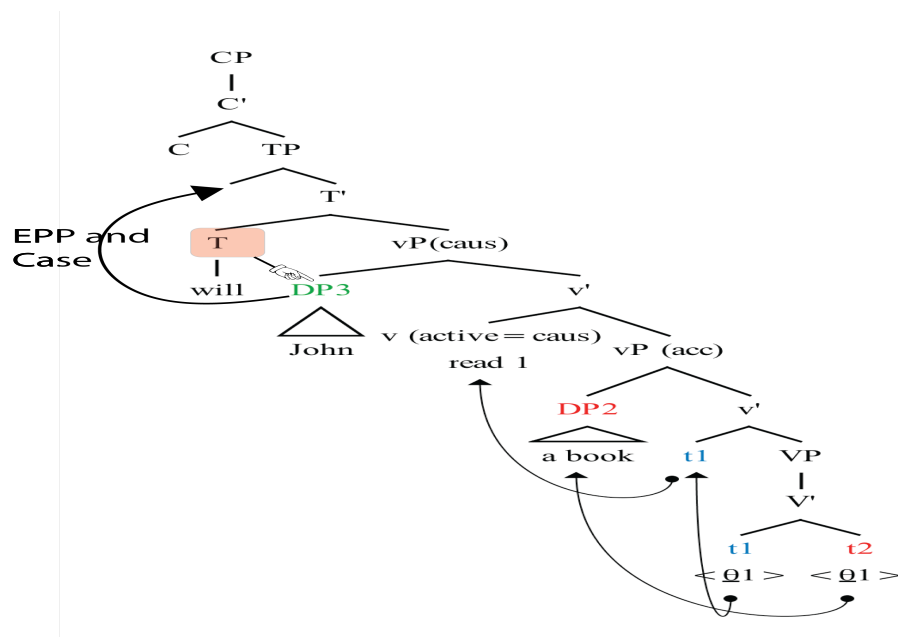 CP
C'
C TP
T'
EPP and
Case
T vP(caus)
will DP3 v'
John v (active=caus) vP (acc)
read 1
DP2 v'
a book t1 VP
V'
t1 t2
<θ1> <θ1>